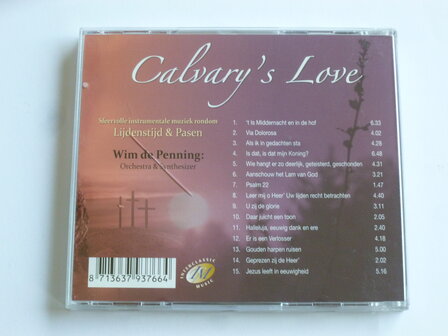 Calvary's Love
Sfeervolle instrumentale muziek rondom
Lijdenstijd & Pasen
Wim de Penning:
Orchestra & Synthesizer
1. 't is Middernacht en in de hof 6.33
2. Via Dolorosa 4.02
3. Als ik in gedachten sta 4.28
4. Is dat, is dat mijn Koning? 6.48
5. Wie hangt er zo deerlijk, geteisterd, geschonden 4.31
6. Aanschouw het Lam van God 3.21
7. Psalm 22 1.47
8. Leer mij o Heer' Uw lijden recht betrachten 4.40
9. U zij de glorie 3.55
10. Daar juicht een toon 2.05
11. Halleluja, eeuwig dank en ere 2.40
12. Er is een Verlosser 4.18
13. Gouden harpen ruisen 5.00
14. Geprezen zij de Heer' 2.02
15. Jezus leeft in eeuwigheid 5.16
8 713637 937664
INTERCLASSIC
MUSIC